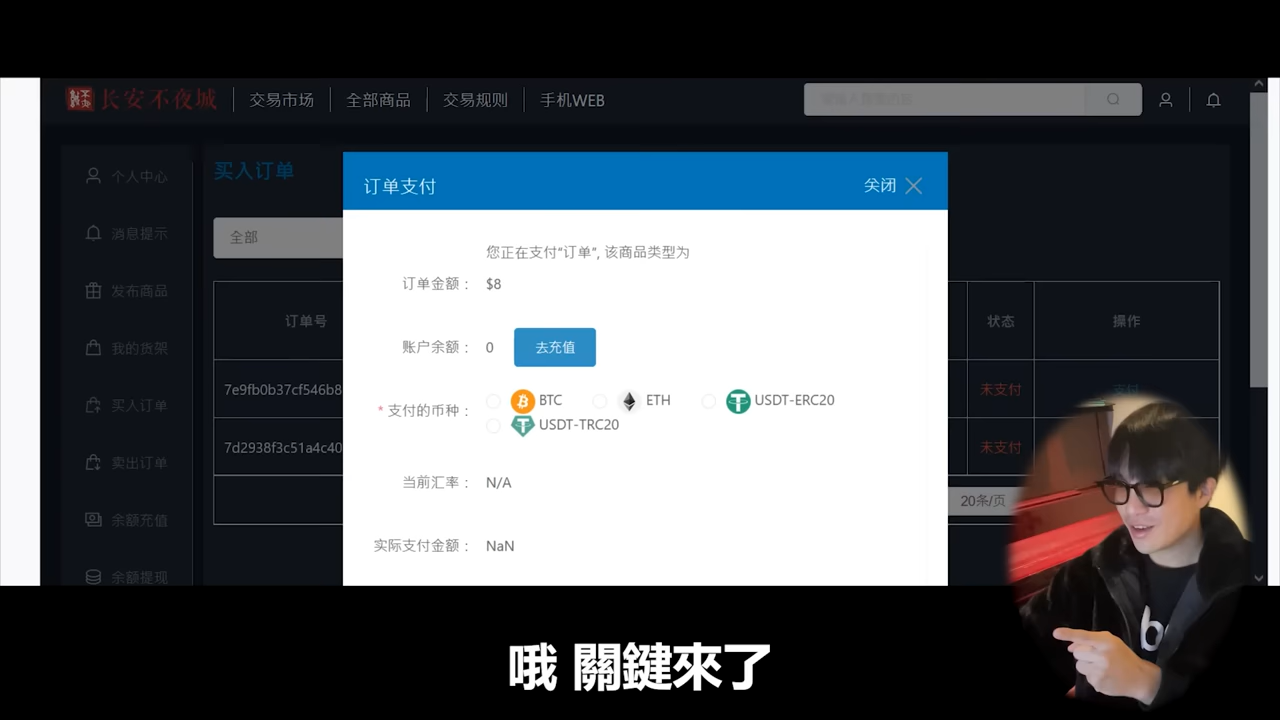 长安不夜城
交易市场
全部商品
交易规则
手机WEB
个人中心
消息提示
发布商品
我的货架
买入订单
卖出订单
余额充值
余额提现
买入订单
全部
订单号
状态
操作
7e9fb0b37cf546b8
未支付
支付
7d2938f3c51a4c40
未支付
20条/页
订单支付
关闭
您正在支付“订单”, 该商品类型为
订单金额： $8
账户余额： 0 去充值
* 支付的币种： BTC ETH USDT-ERC20
USDT-TRC20
当前汇率： N/A
实际支付金额： NaN
哦 關鍵來了